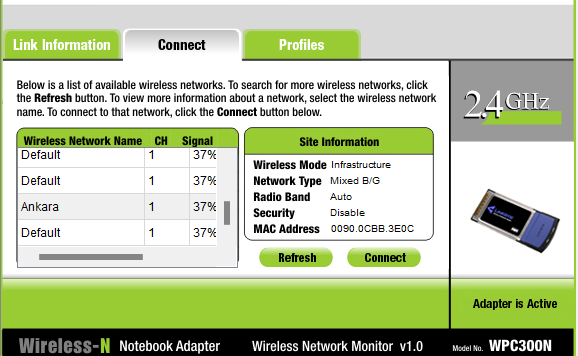 Link Information
Connect
Profiles
Below is a list of available wireless networks. To search for more wireless networks, click
the Refresh button. To view more information about a network, select the wireless network
name. To connect to that network, click the Connect button below.
2.4GHz
Wireless Network Name CH Signal
Default 1 37%
Default 1 37%
Ankara 1 37%
Default 1 37%
Site Information
Wireless Mode Infrastructure
Network Type Mixed B/G
Radio Band Auto
Security Disable
MAC Address 0090.0CBB.3E0C
Refresh
Connect
Adapter is Active
Wireless-N Notebook Adapter Wireless Network Monitor v1.0 Model No. WPC300N